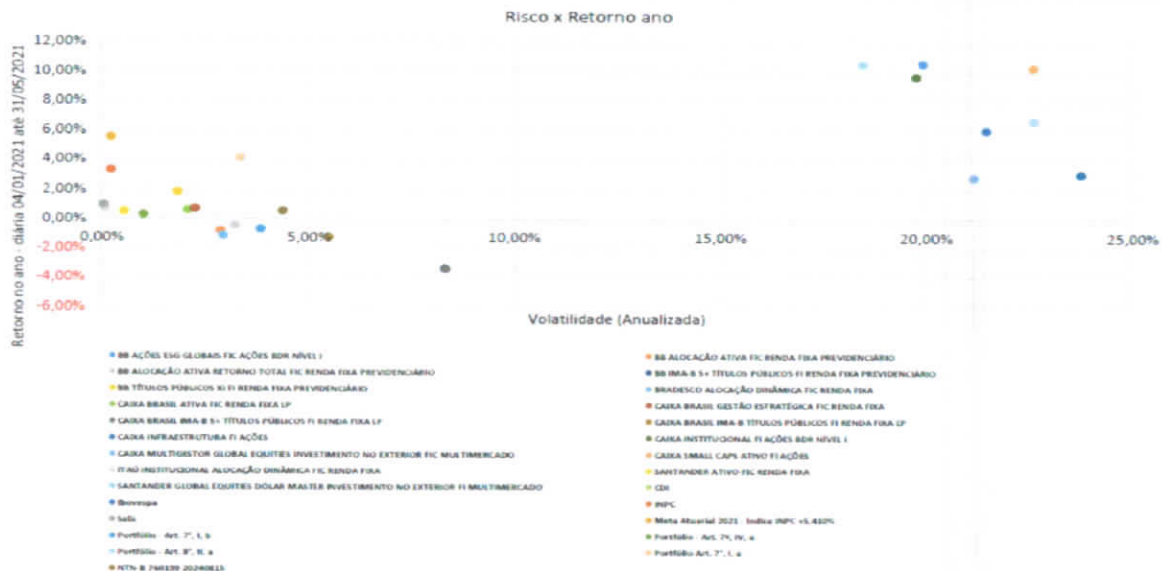 Risco x Retorno ano
12,00%
10,00%
8,00%
6,00%
4,00%
2,00%
0,00%
-2,00%
-4,00%
-6,00%
Retorno no ano - diária 04/01/2021 até 31/05/2021
0,00% 5,00% 10,00% 15,00% 20,00% 25,00%
Volatilidade (Anualizada)
BB AÇÕES ESG GLOBAIS FIC AÇÕES BDR NÍVEL I
BB ALOCAÇÃO ATIVA FIC RENDA FIXA PREVIDENCIÁRIO
BB ALOCAÇÃO ATIVA RETORNO TOTAL FIC RENDA FIXA PREVIDENCIÁRIO
BB IMA-B 5+ TÍTULOS PÚBLICOS FI RENDA FIXA PREVIDENCIÁRIO
BB TÍTULOS PÚBLICOS XI FI RENDA FIXA PREVIDENCIÁRIO
BRADESCO ALOCAÇÃO DINÂMICA FIC RENDA FIXA
CAIXA BRASIL ATIVA FIC RENDA FIXA LP
CAIXA BRASIL GESTÃO ESTRATÉGICA FIC RENDA FIXA
CAIXA BRASIL IMA-B 5+ TÍTULOS PÚBLICOS FI RENDA FIXA LP
CAIXA BRASIL IMA-B TÍTULOS PÚBLICOS FI RENDA FIXA LP
CAIXA INFRAESTRUTURA FI AÇÕES
CAIXA INSTITUCIONAL FI AÇÕES BDR NÍVEL I
CAIXA MULTIGESTOR GLOBAL EQUITIES INVESTIMENTO NO EXTERIOR FIC MULTIMERCADO
CAIXA SMALL CAPS ATIVO FI AÇÕES
ITAÚ INSTITUCIONAL ALOCAÇÃO DINÂMICA FIC RENDA FIXA
SANTANDER ATIVO FIC RENDA FIXA
SANTANDER GLOBAL EQUITIES DÓLAR MASTER INVESTIMENTO NO EXTERIOR FI MULTIMERCADO
CDI
Ibovespa
INPC
Selic
Meta Atuarial 2021 - Índice INPC +5,410%
Portfólio - Art. 7º, I, b
Portfólio - Art. 7º, IV, a
Portfólio - Art. 8º, II, a
Portfólio Art. 7º, I, a
NTN-B 760199 20240815